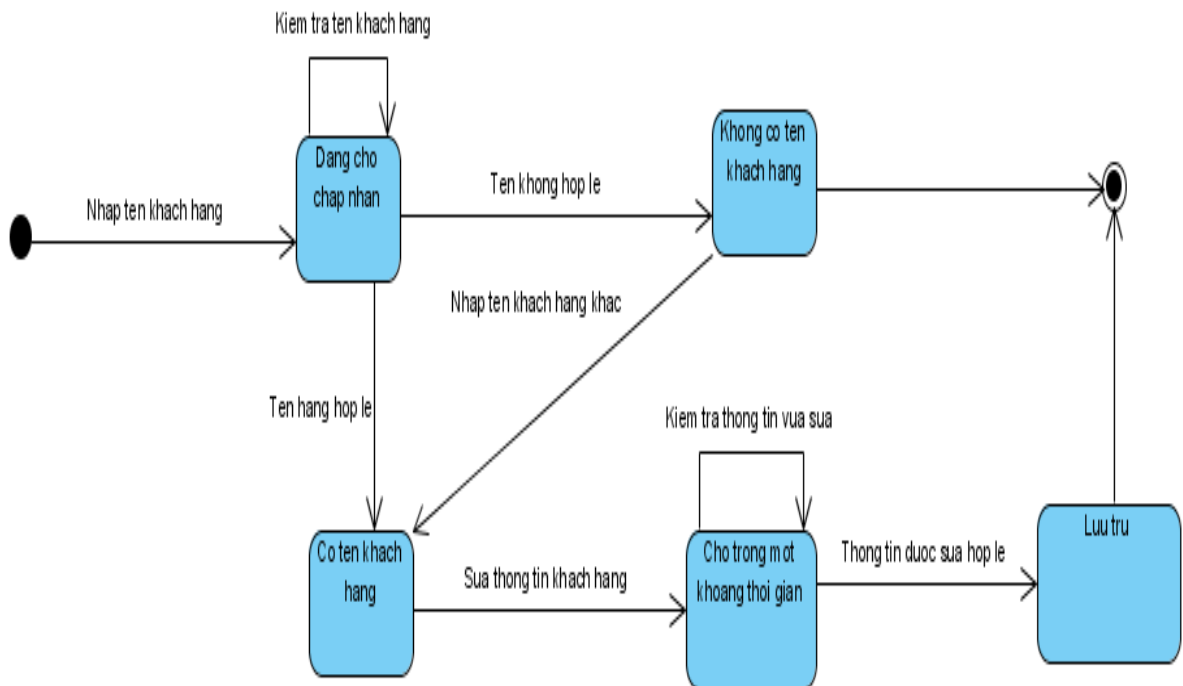 Kiem tra ten khach hang
Dang cho
chap nhan
Khong co ten
khach hang
Ten khong hop le
Nhap ten khach hang
Nhap ten khach hang khac
Ten hang hop le
Kiem tra thong tin vua sua
Co ten khach
hang
Sua thong tin khach hang
Cho trong mot
khoang thoi gian
Thong tin duoc sua hop le
Luu tru